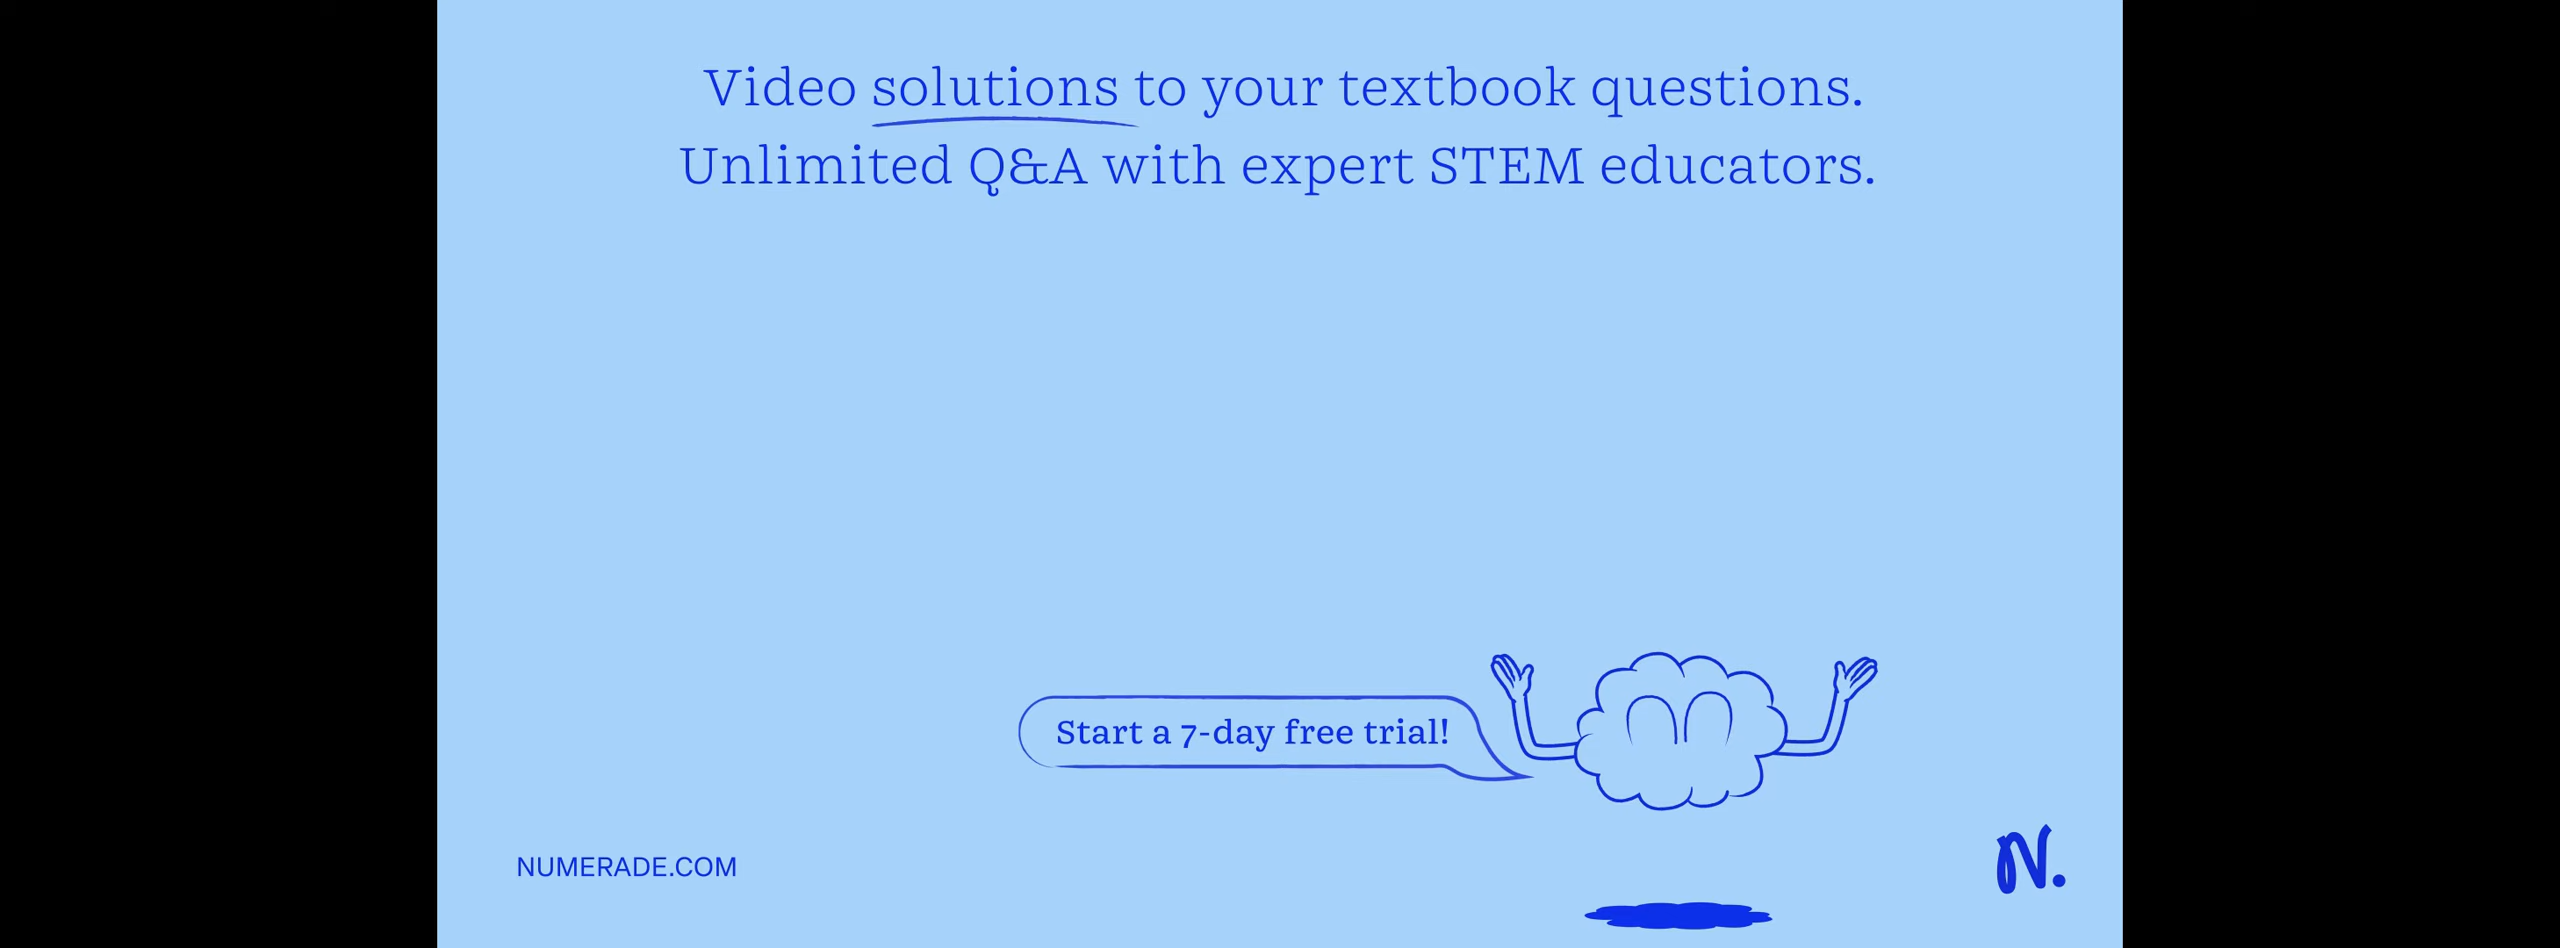 Video solutions to your textbook questions.
Unlimited Q&A with expert STEM educators.
Start a 7-day free trial!
NUMERADE.COM
N.